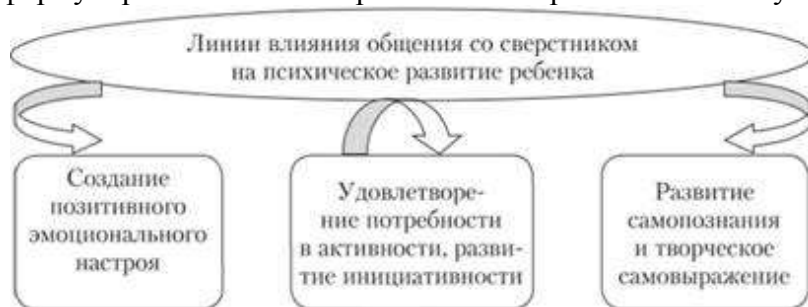 Линии влияния общения со сверстником
на психическое развитие ребенка
Создание
позитивного
эмоционального
настроя
Удовлетворе-
ние потребности
в активности, разви-
тие инициативности
Развитие
самопознания
и творческое
самовыражение